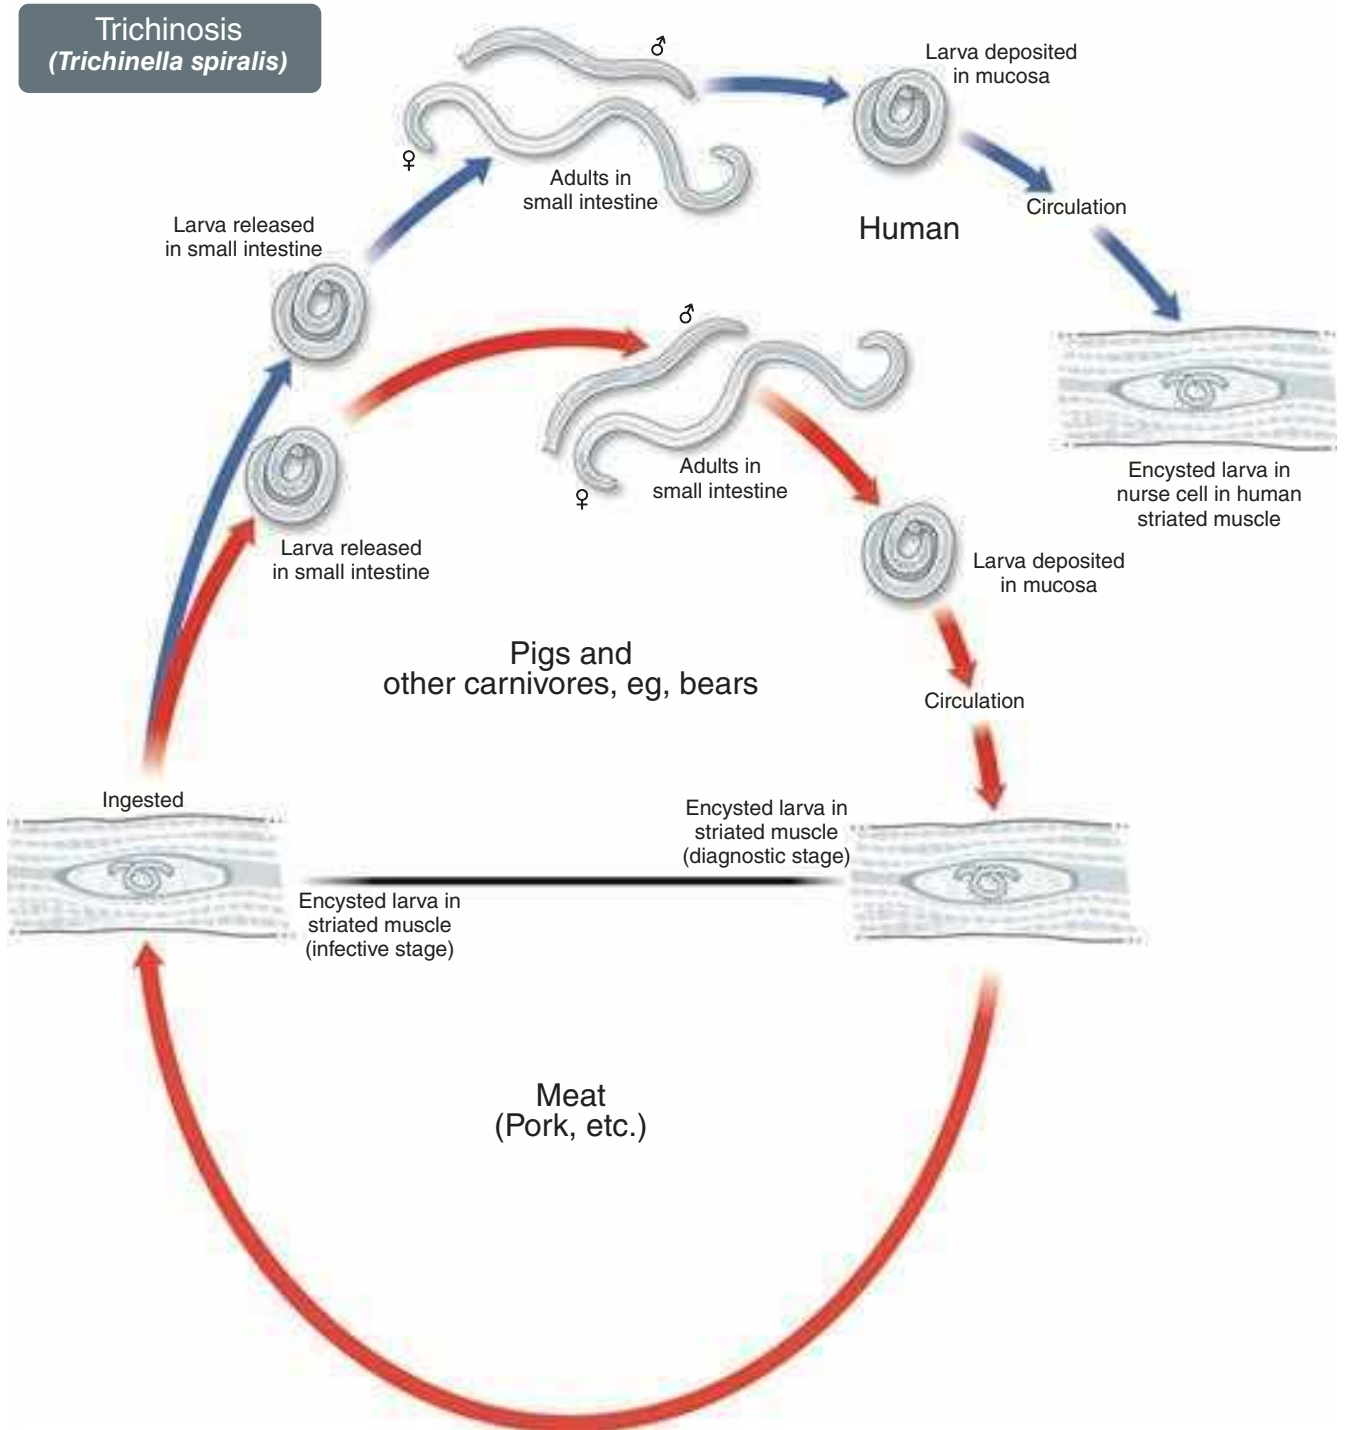 Trichinosis
(Trichinella spiralis)
♂
Larva deposited
in mucosa
♀
Adults in
small intestine
Circulation
Larva released
in small intestine
Human
♂
Encysted larva in
nurse cell in human
striated muscle
Adults in
small intestine
♀
Larva released
in small intestine
Larva deposited
in mucosa
Pigs and
other carnivores, eg, bears
Circulation
Ingested
Encysted larva in
striated muscle
(diagnostic stage)
Encysted larva in
striated muscle
(infective stage)
Meat
(Pork, etc.)